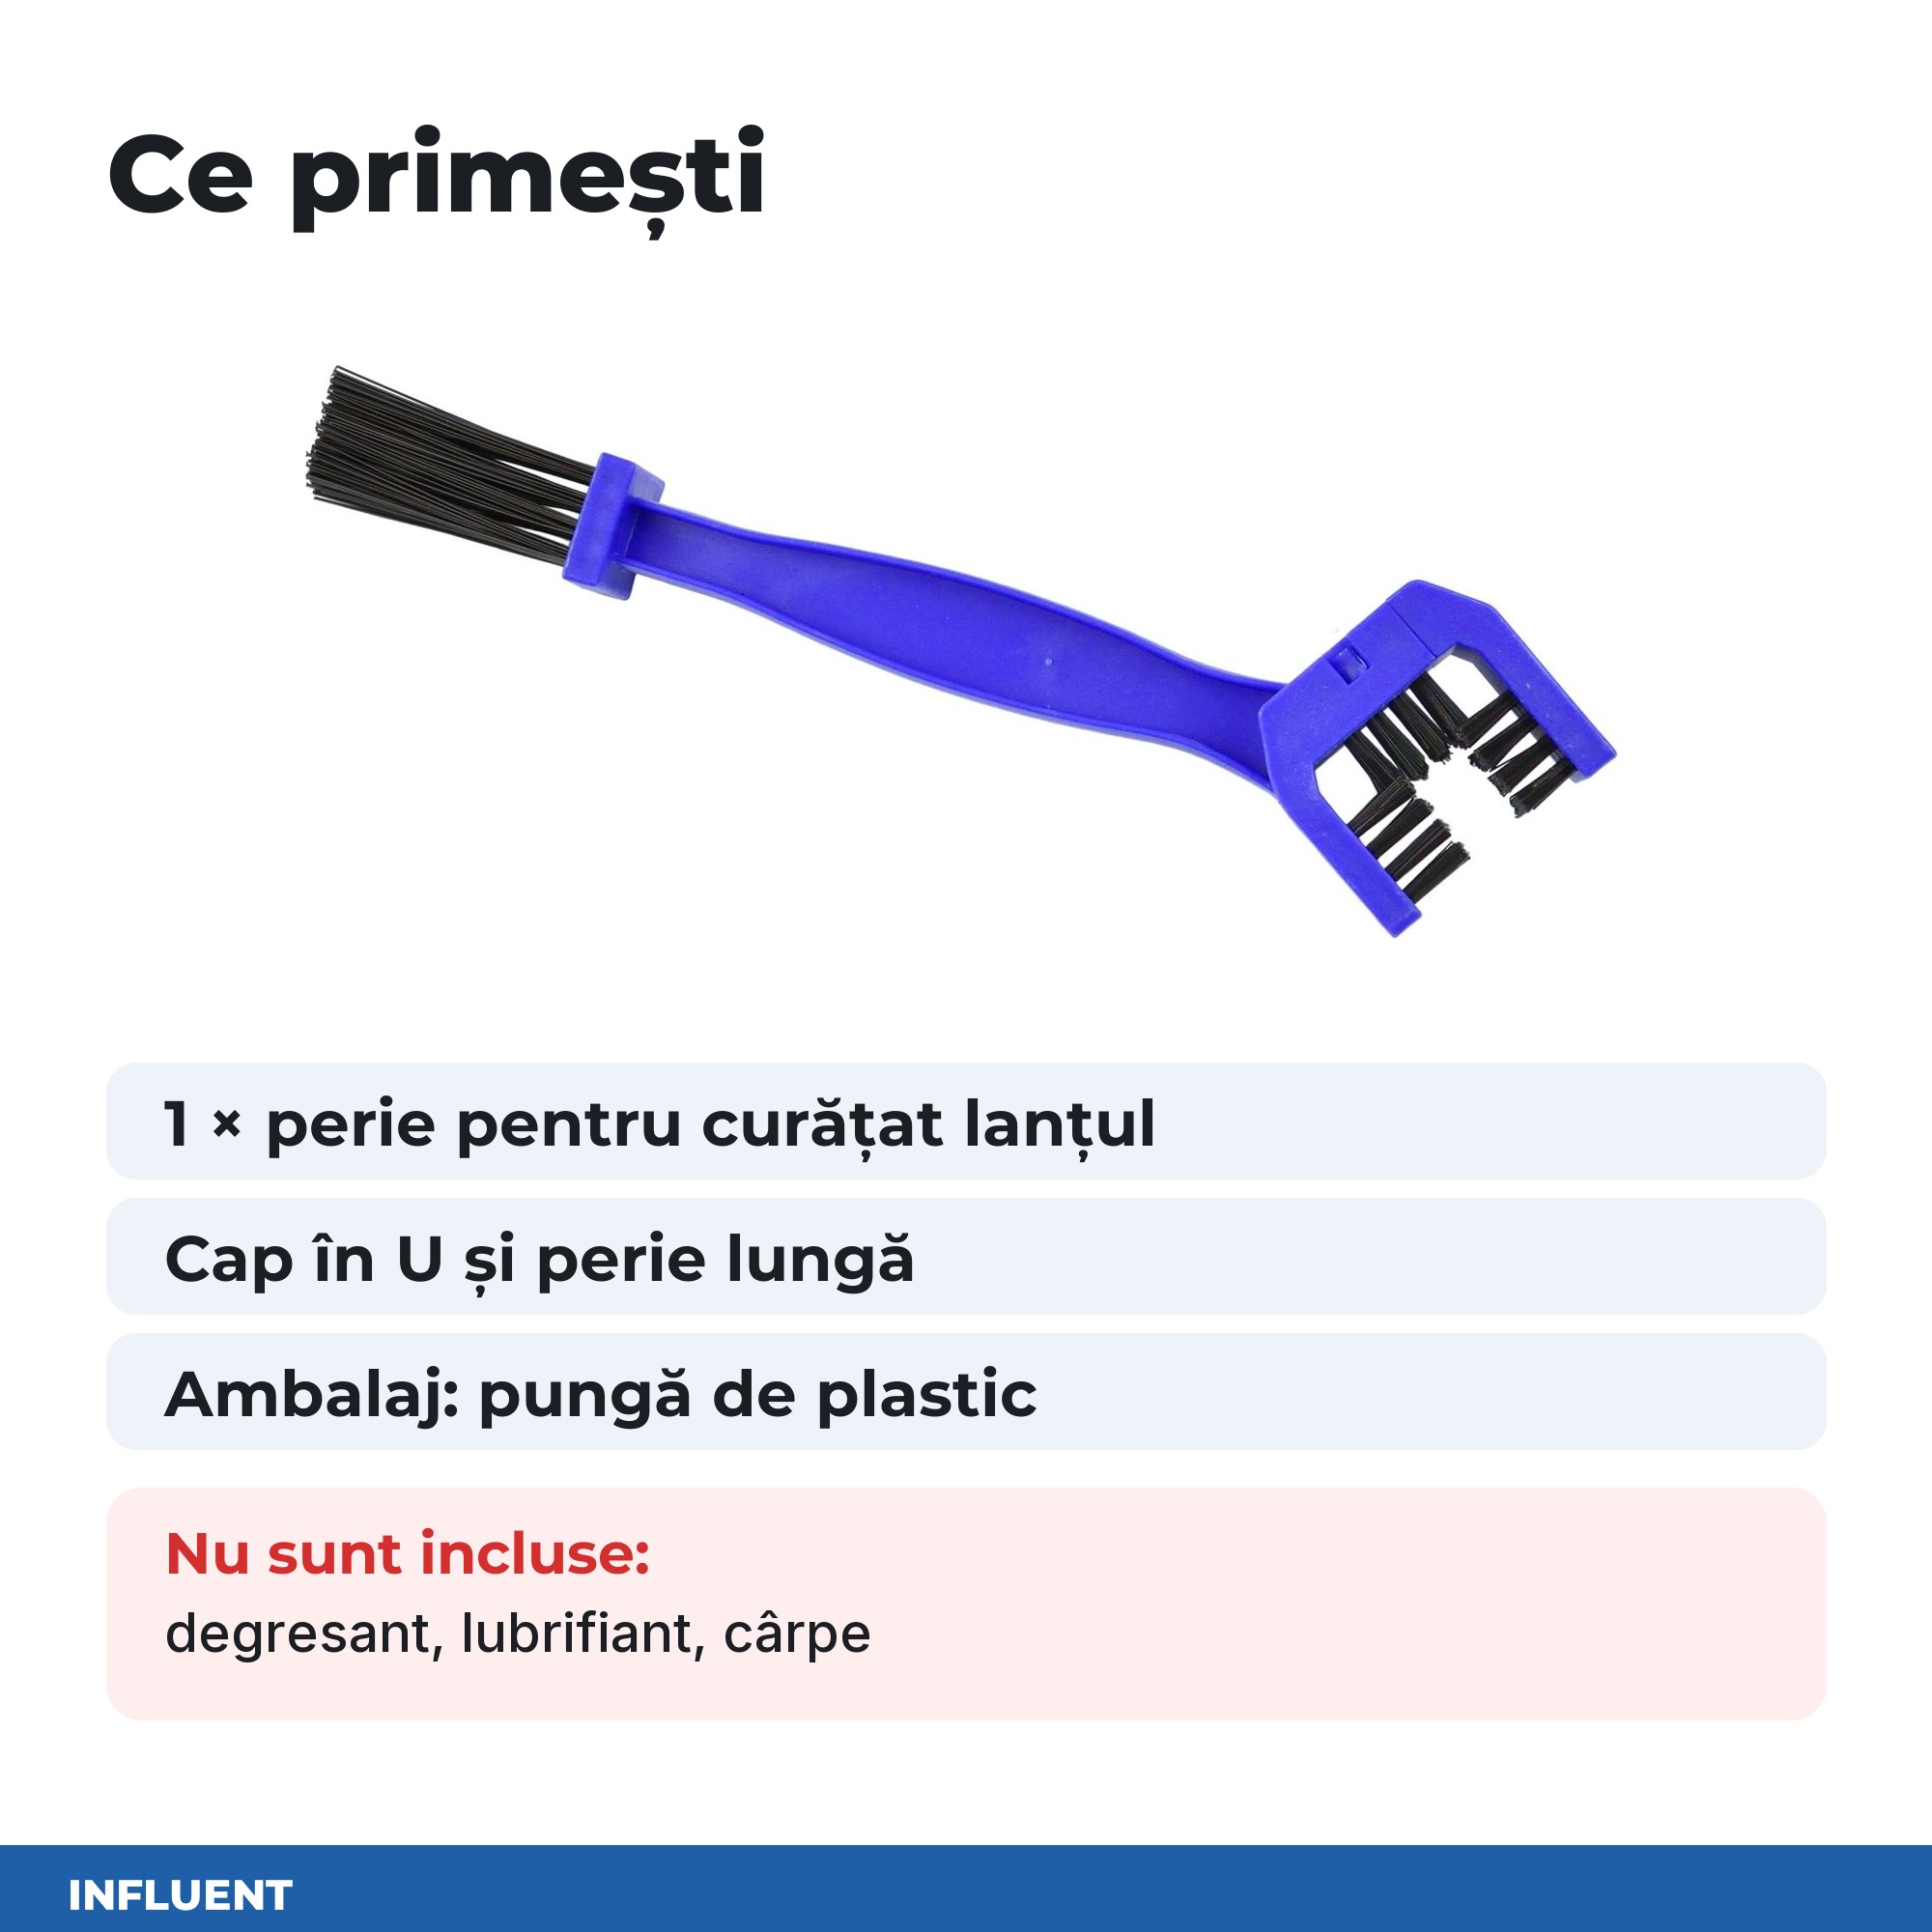 Ce primești
1 × perie pentru curățat lanțul
Cap în U și perie lungă
Ambalaj: pungă de plastic
Nu sunt incluse:
degresant, lubrifiant, cârpe
INFLUENT